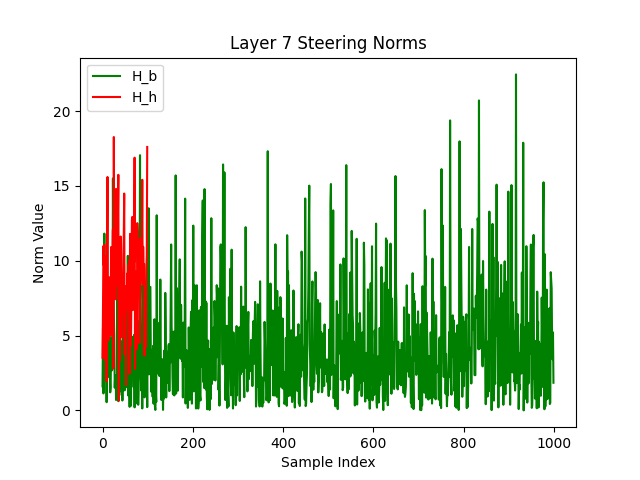 Layer 7 Steering Norms
H_b
H_h
Norm Value
20
15
10
5
0
0 200 400 600 800 1000
Sample Index